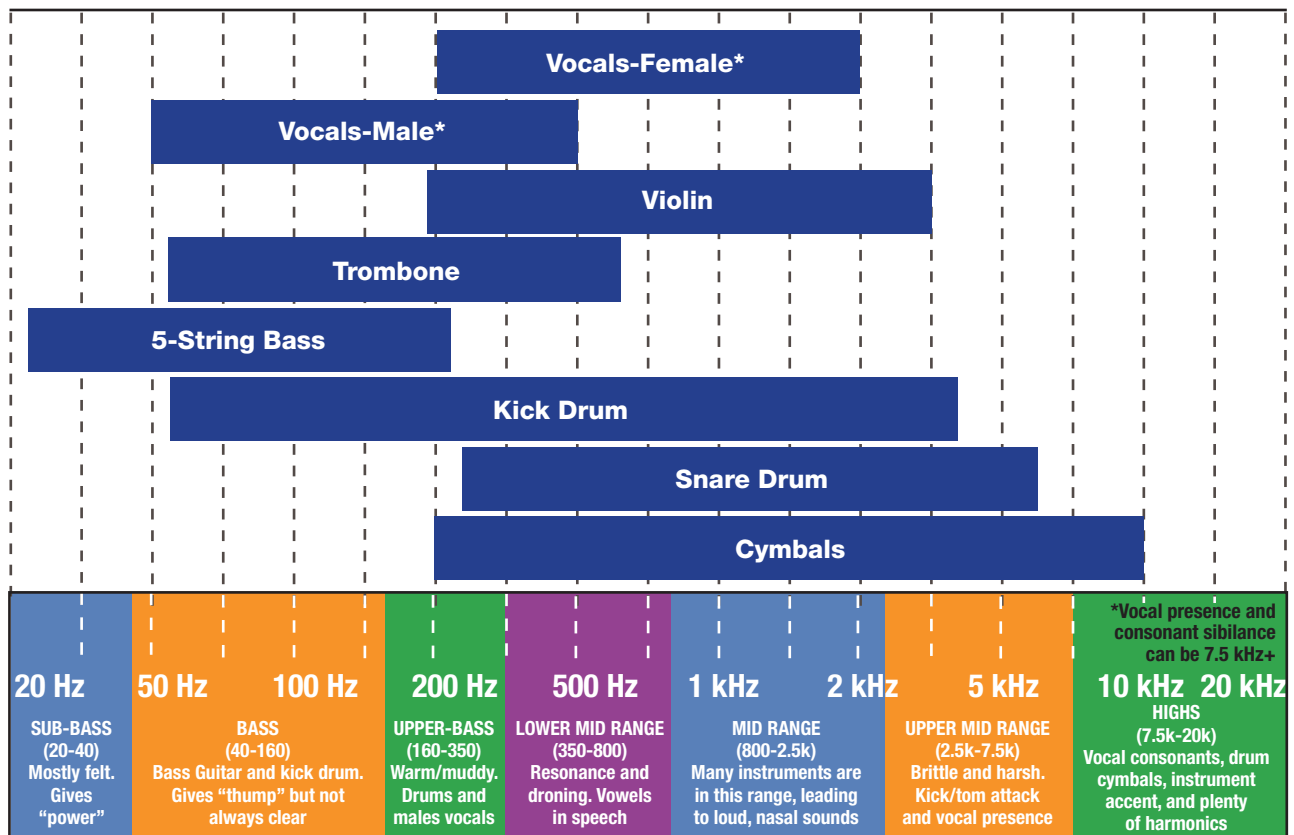 Vocals-Female*
Vocals-Male*
Violin
Trombone
5-String Bass
Kick Drum
Snare Drum
Cymbals
*Vocal presence and
consonant sibilance
can be 7.5 kHz+
20 Hz 50 Hz 100 Hz 200 Hz 500 Hz 1 kHz 2 kHz 5 kHz 10 kHz 20 kHz
SUB-BASS
(20-40)
Mostly felt.
Gives
“power”
BASS
(40-160)
Bass Guitar and kick drum.
Gives “thump” but not
always clear
UPPER-BASS
(160-350)
Warm/muddy.
Drums and
males vocals
LOWER MID RANGE
(350-800)
Resonance and
droning. Vowels
in speech
MID RANGE
(800-2.5k)
Many instruments are
in this range, leading
to loud, nasal sounds
UPPER MID RANGE
(2.5k-7.5k)
Brittle and harsh.
Kick/tom attack
and vocal presence
HIGHS
(7.5k-20k)
Vocal consonants, drum
cymbals, instrument
accent, and plenty
of harmonics